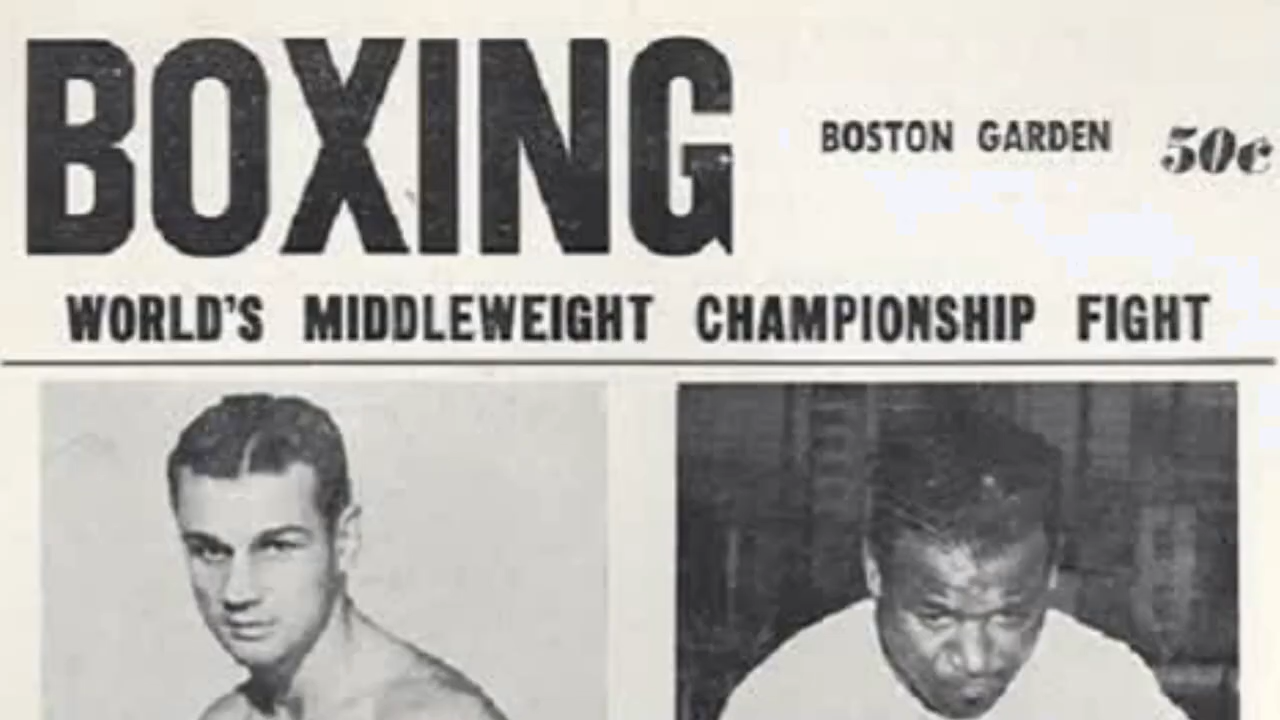 BOXING
BOSTON GARDEN 50¢
WORLD'S MIDDLEWEIGHT CHAMPIONSHIP FIGHT